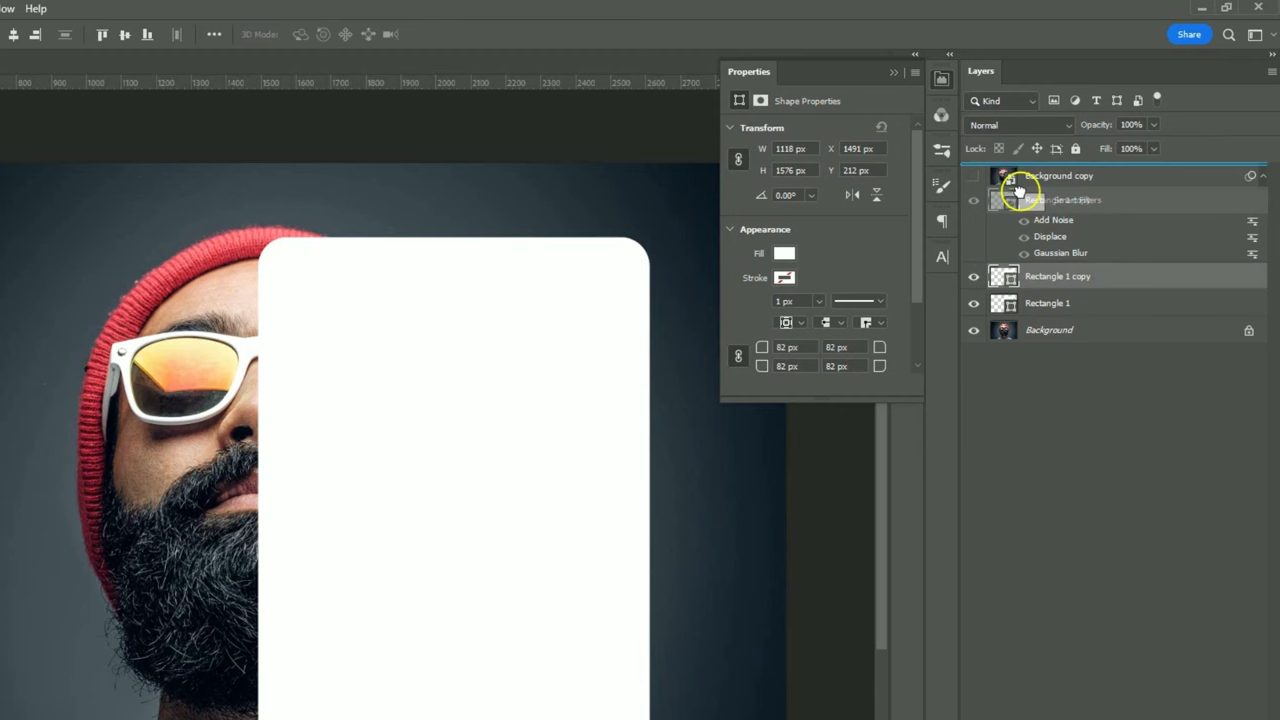 ow Help
3D Mode: Share
800 900 1000 1100 1200 1300 1400 1500 1600 1700 1800 1900 2000 2100 2200 2300 2400 2500 2600 2700
Properties
Layers
Shape Properties
Kind
Transform
Normal Opacity: 100%
W 1118 px X 1491 px
Lock: Fill: 100%
H 1576 px Y 212 px
Background copy
0.00°
Smart Filters
Add Noise
Appearance
Displace
Fill
Gaussian Blur
Stroke
Rectangle 1 copy
1 px
Rectangle 1
Background
82 px 82 px
82 px 82 px